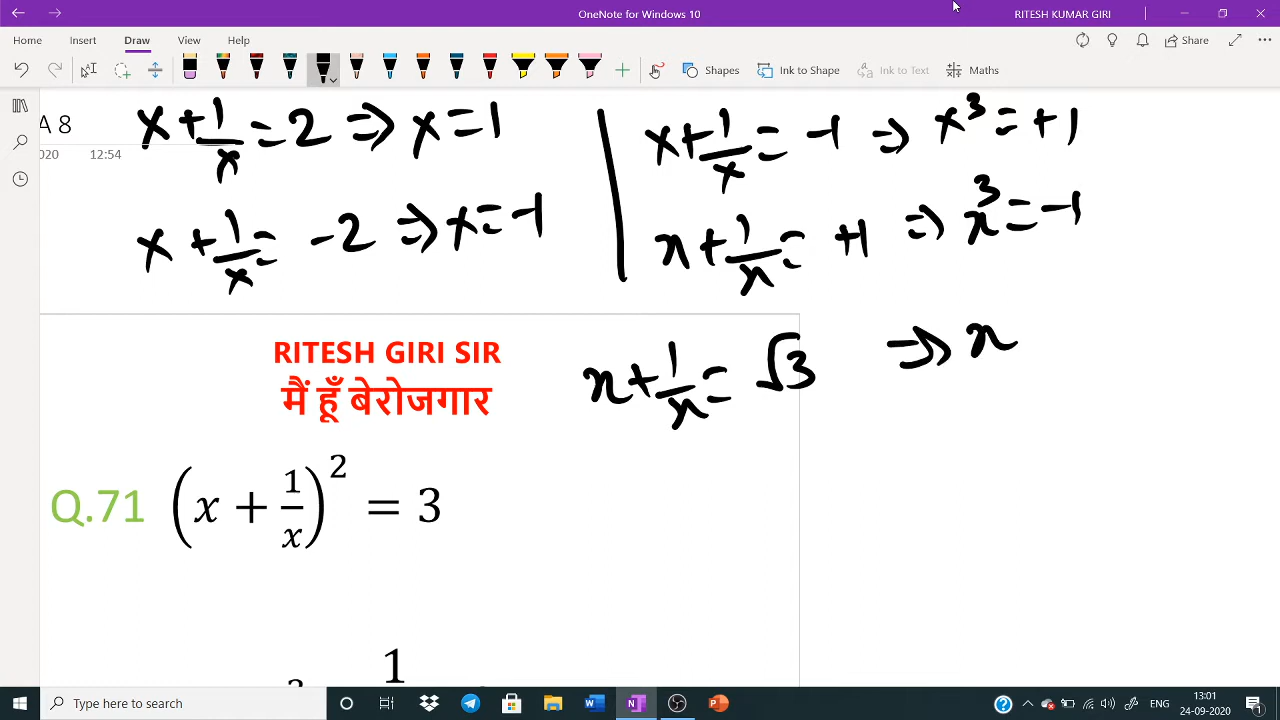 OneNote for Windows 10
RITESH KUMAR GIRI
Home Insert Draw View Help
Share
Shapes Ink to Shape Ink to Text Maths
A 8
2020 12:54
x + 1/x = 2 ⇒ x = 1
x + 1/x = -2 ⇒ x = -1
x + 1/x = -1 ⇒ x³ = +1
x + 1/x = +1 ⇒ x³ = -1
x + 1/x = √3 ⇒ x
RITESH GIRI SIR
मैं हूँ बेरोजगार
Q.71 (x + 1/x)² = 3
1
Type here to search
ENG
13:01
24-09-2020